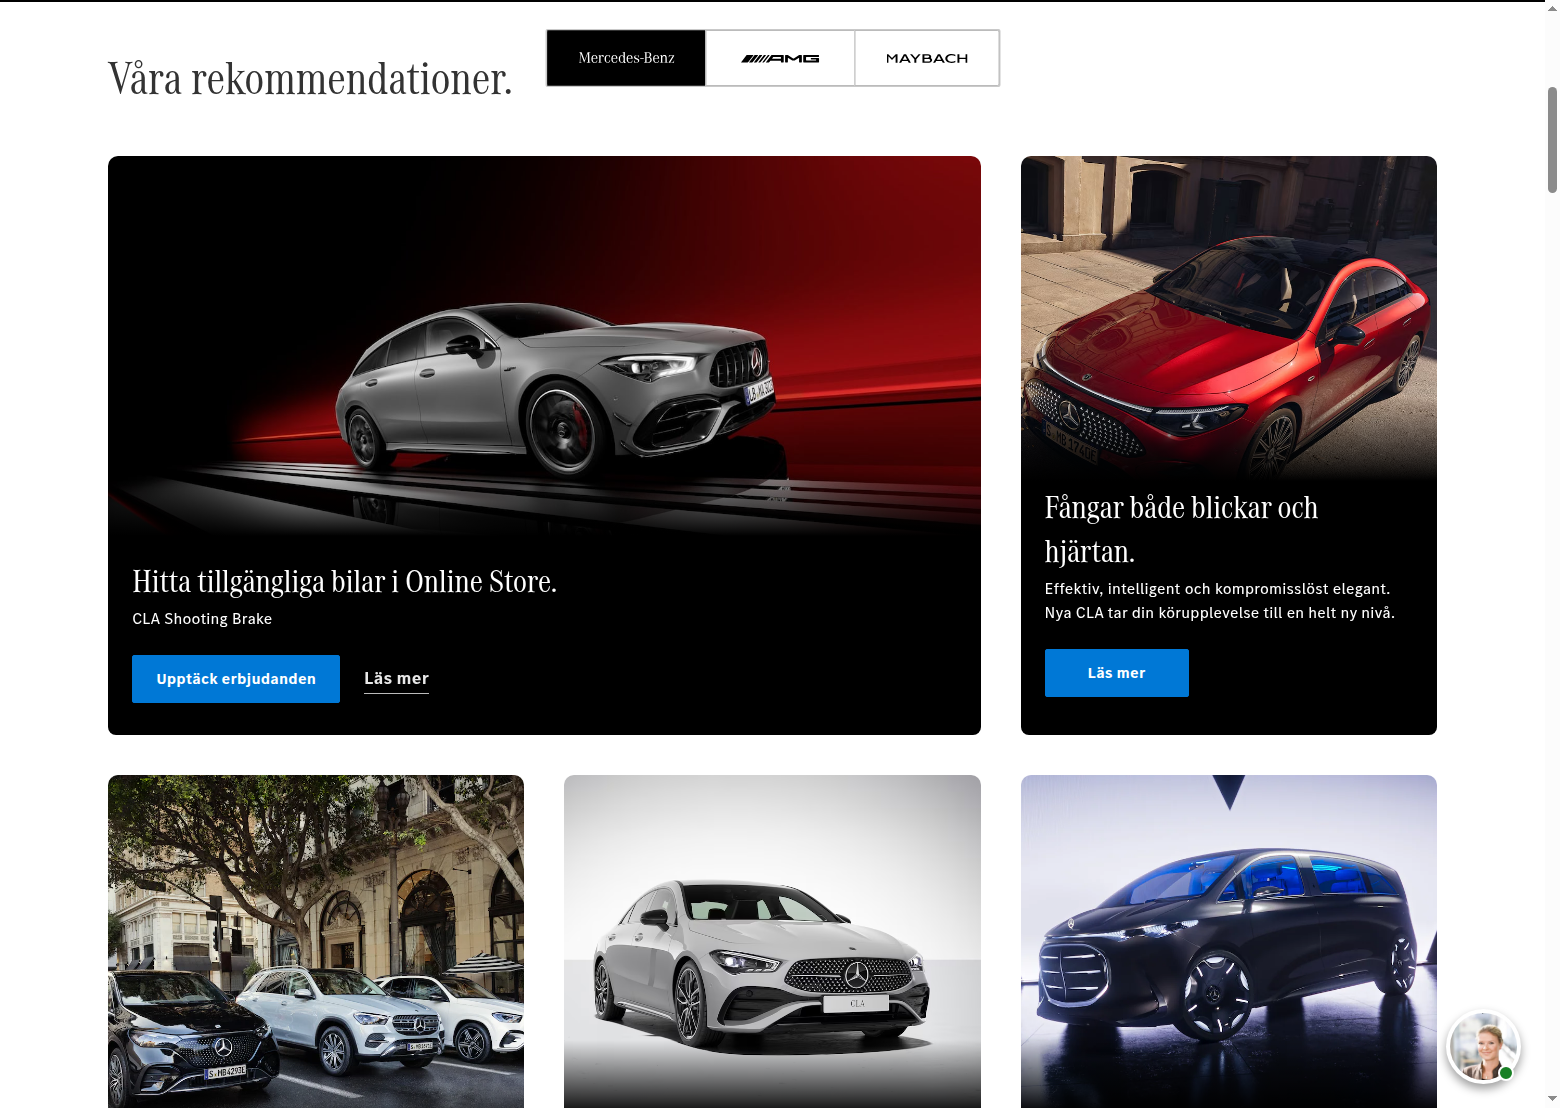 Våra rekommendationer.
Mercedes-Benz
AMG
MAYBACH
Hitta tillgängliga bilar i Online Store.
CLA Shooting Brake
Upptäck erbjudanden
Läs mer
Fångar både blickar och
hjärtan.
Effektiv, intelligent och kompromisslöst elegant.
Nya CLA tar din körupplevelse till en helt ny nivå.
Läs mer
CLA